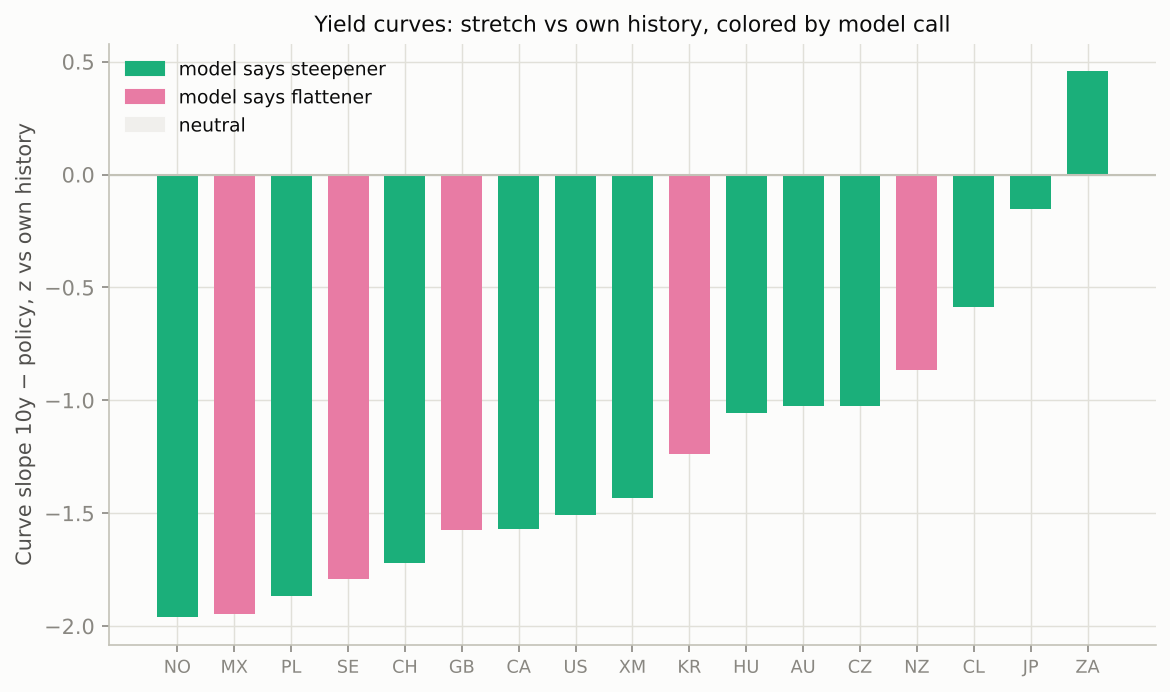 Yield curves: stretch vs own history, colored by model call
model says steepener
model says flattener
neutral
Curve slope 10y − policy, z vs own history
0.5
0.0
−0.5
−1.0
−1.5
−2.0
NO MX PL SE CH GB CA US XM KR HU AU CZ NZ CL JP ZA